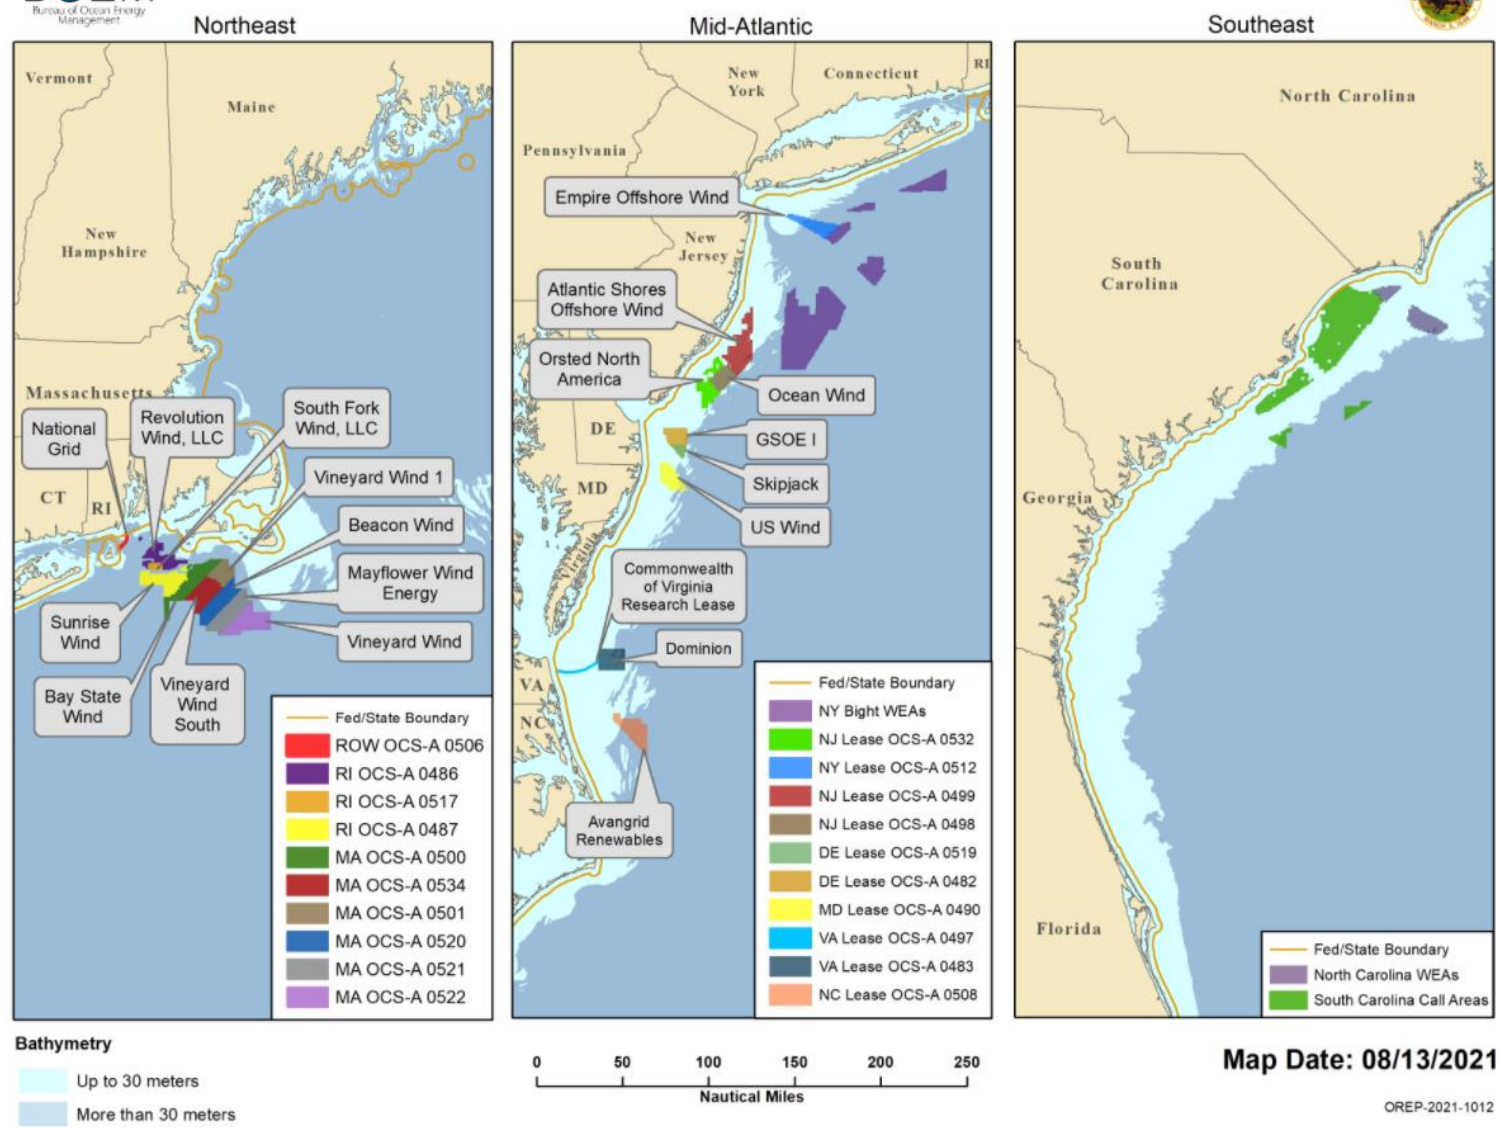 Bureau of Ocean Energy
Management
Northeast
Mid-Atlantic
Southeast
Vermont
Maine
New
Hampshire
Massachusetts
CT
RI
National
Grid
Revolution
Wind, LLC
South Fork
Wind, LLC
Vineyard Wind 1
Beacon Wind
Mayflower Wind
Energy
Vineyard Wind
Sunrise
Wind
Bay State
Wind
Vineyard
Wind
South
Fed/State Boundary
ROW OCS-A 0506
RI OCS-A 0486
RI OCS-A 0517
RI OCS-A 0487
MA OCS-A 0500
MA OCS-A 0534
MA OCS-A 0501
MA OCS-A 0520
MA OCS-A 0521
MA OCS-A 0522
New
York
Connecticut
RI
Pennsylvania
Empire Offshore Wind
New
Jersey
Atlantic Shores
Offshore Wind
Orsted North
America
Ocean Wind
DE
GSOE I
MD
Skipjack
US Wind
Virginia
Commonwealth
of Virginia
Research Lease
Dominion
VA
NC
Avangrid
Renewables
Fed/State Boundary
NY Bight WEAs
NJ Lease OCS-A 0532
NY Lease OCS-A 0512
NJ Lease OCS-A 0499
NJ Lease OCS-A 0498
DE Lease OCS-A 0519
DE Lease OCS-A 0482
MD Lease OCS-A 0490
VA Lease OCS-A 0497
VA Lease OCS-A 0483
NC Lease OCS-A 0508
North Carolina
South
Carolina
Georgia
Florida
Fed/State Boundary
North Carolina WEAs
South Carolina Call Areas
Bathymetry
Up to 30 meters
More than 30 meters
0 50 100 150 200 250
Nautical Miles
Map Date: 08/13/2021
OREP-2021-1012